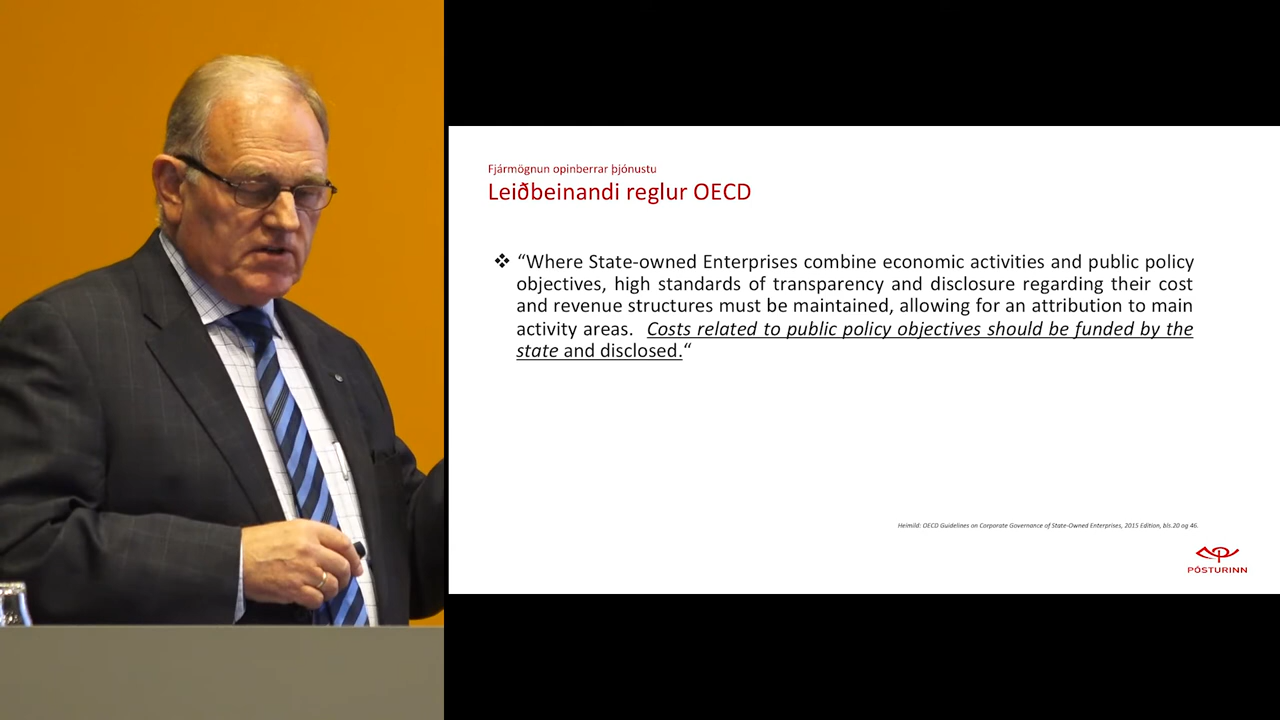 Fjármögnun opinberrar þjónustu
Leiðbeinandi reglur OECD
❖ “Where State-owned Enterprises combine economic activities and public policy
objectives, high standards of transparency and disclosure regarding their cost
and revenue structures must be maintained, allowing for an attribution to main
activity areas. Costs related to public policy objectives should be funded by the
state and disclosed.“
Heimild: OECD Guidelines on Corporate Governance of State-Owned Enterprises, 2015 Edition, bls.20 og 46.
PÓSTURINN